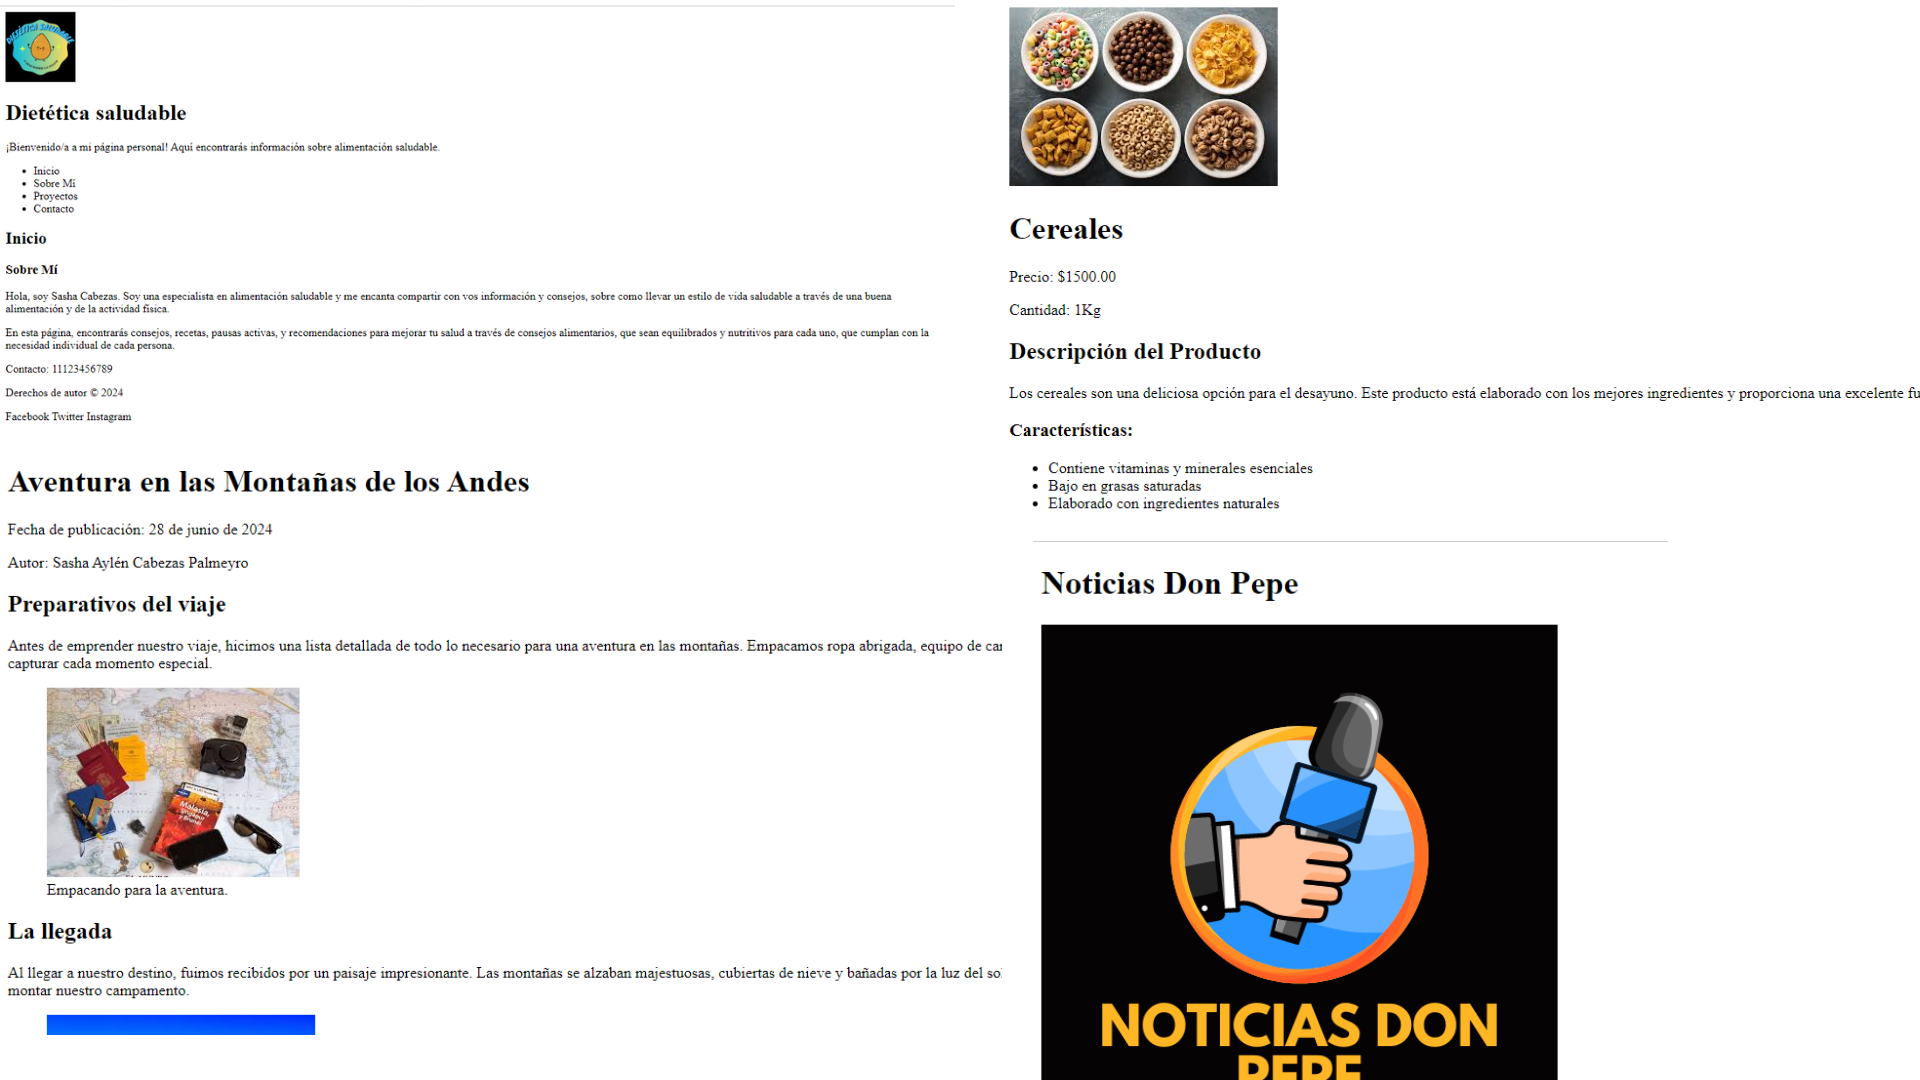 DIETÉTICA SALUDABLE
Dietética saludable
¡Bienvenido/a a mi página personal! Aquí encontrarás información sobre alimentación saludable.
Inicio
Sobre Mí
Proyectos
Contacto
Inicio
Sobre Mí
Hola, soy Sasha Cabezas. Soy una especialista en alimentación saludable y me encanta compartir con vos información y consejos, sobre como llevar un estilo de vida saludable a través de una buena
alimentación y de la actividad física.
En esta página, encontrarás consejos, recetas, pausas activas, y recomendaciones para mejorar tu salud a través de consejos alimentarios, que sean equilibrados y nutritivos para cada uno, que cumplan con la
necesidad individual de cada persona.
Contacto: 11123456789
Derechos de autor © 2024
Facebook Twitter Instagram
Aventura en las Montañas de los Andes
Fecha de publicación: 28 de junio de 2024
Autor: Sasha Aylén Cabezas Palmeyro
Preparativos del viaje
Antes de emprender nuestro viaje, hicimos una lista detallada de todo lo necesario para una aventura en las montañas. Empacamos ropa abrigada, equipo de
capturar cada momento especial.
Malasia,
Empacando para la aventura.
La llegada
Al llegar a nuestro destino, fuimos recibidos por un paisaje impresionante. Las montañas se alzaban majestuosas, cubiertas de nieve y bañadas por la luz del
montar nuestro campamento.
Cereales
Precio: $1500.00
Cantidad: 1Kg
Descripción del Producto
Los cereales son una deliciosa opción para el desayuno. Este producto está elaborado con los mejores ingredientes y proporciona una excelente fu
Características:
Contiene vitaminas y minerales esenciales
Bajo en grasas saturadas
Elaborado con ingredientes naturales
Noticias Don Pepe
NOTICIAS DON
PEPE